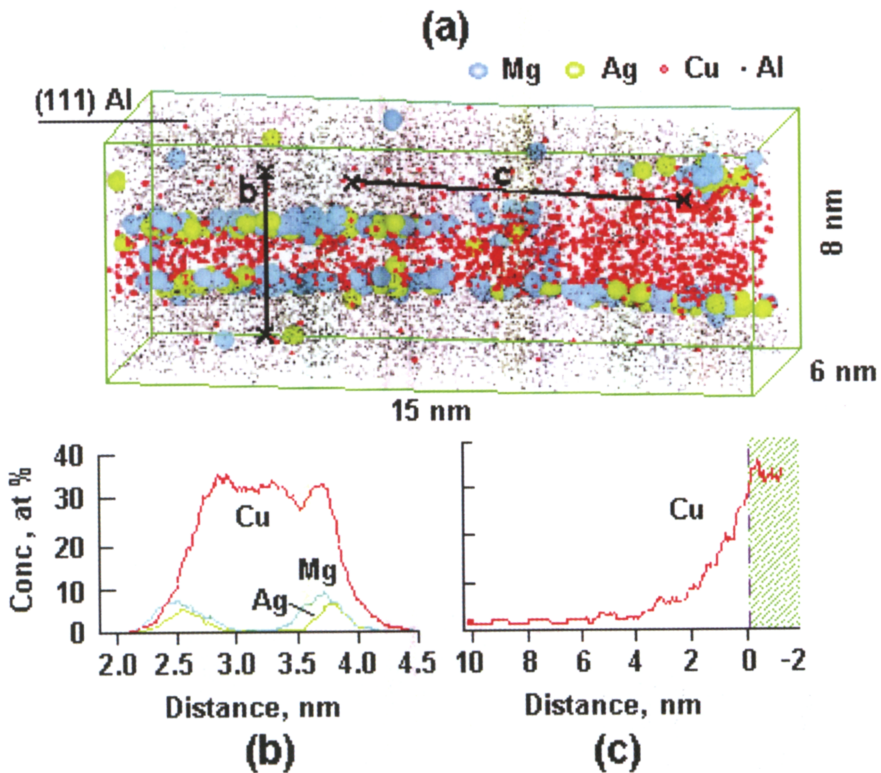 (a)
Mg Ag Cu Al
(111) Al
b
c
8 nm
6 nm
15 nm
Conc, at %
40
30
20
10
0
Cu
Mg
Ag
2.0 2.5 3.0 3.5 4.0 4.5
Distance, nm
(b)
Cu
10 8 6 4 2 0 -2
Distance, nm
(c)